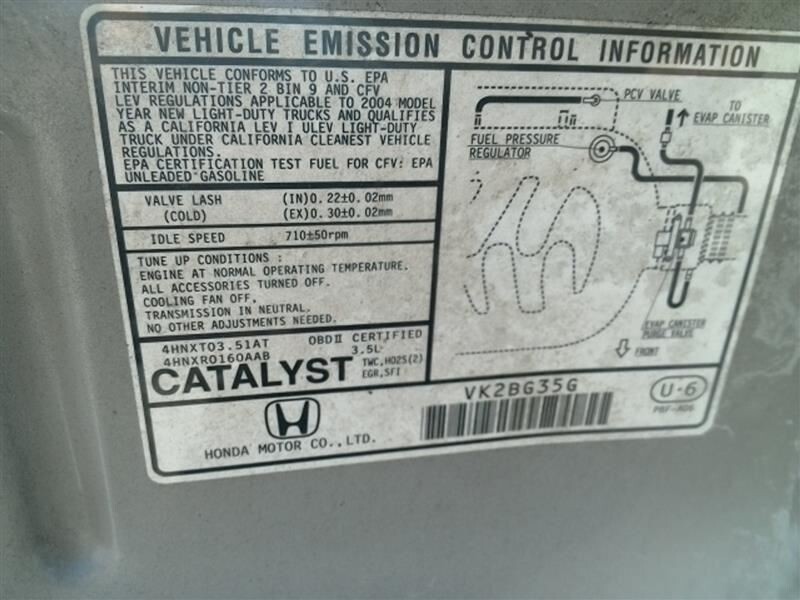 VEHICLE EMISSION CONTROL INFORMATION
THIS VEHICLE CONFORMS TO U.S. EPA
INTERIM NON-TIER 2 BIN 9 AND CFV
LEV REGULATIONS APPLICABLE TO 2004 MODEL
YEAR NEW LIGHT-DUTY TRUCKS AND QUALIFIES
AS A CALIFORNIA LEV I ULEV LIGHT-DUTY
TRUCK UNDER CALIFORNIA CLEANEST VEHICLE
REGULATIONS.
EPA CERTIFICATION TEST FUEL FOR CFV: EPA
UNLEADED GASOLINE
VALVE LASH (IN)0.22±0.02mm
(COLD) (EX)0.30±0.02mm
IDLE SPEED 710±50rpm
TUNE UP CONDITIONS :
ENGINE AT NORMAL OPERATING TEMPERATURE.
ALL ACCESSORIES TURNED OFF.
COOLING FAN OFF,
TRANSMISSION IN NEUTRAL.
NO OTHER ADJUSTMENTS NEEDED.
4HNXT03.51AT OBDⅡ CERTIFIED
4HNXR0160AAB 3.5L
CATALYST TWC,HO2S(2)
EGR,SFI
HONDA MOTOR CO.,LTD.
PCV VALVE
TO
EVAP CANISTER
FUEL PRESSURE
REGULATOR
EVAP CANISTER
PURGE VALVE
FRONT
VK2BG35G
U-6
P8F-A06